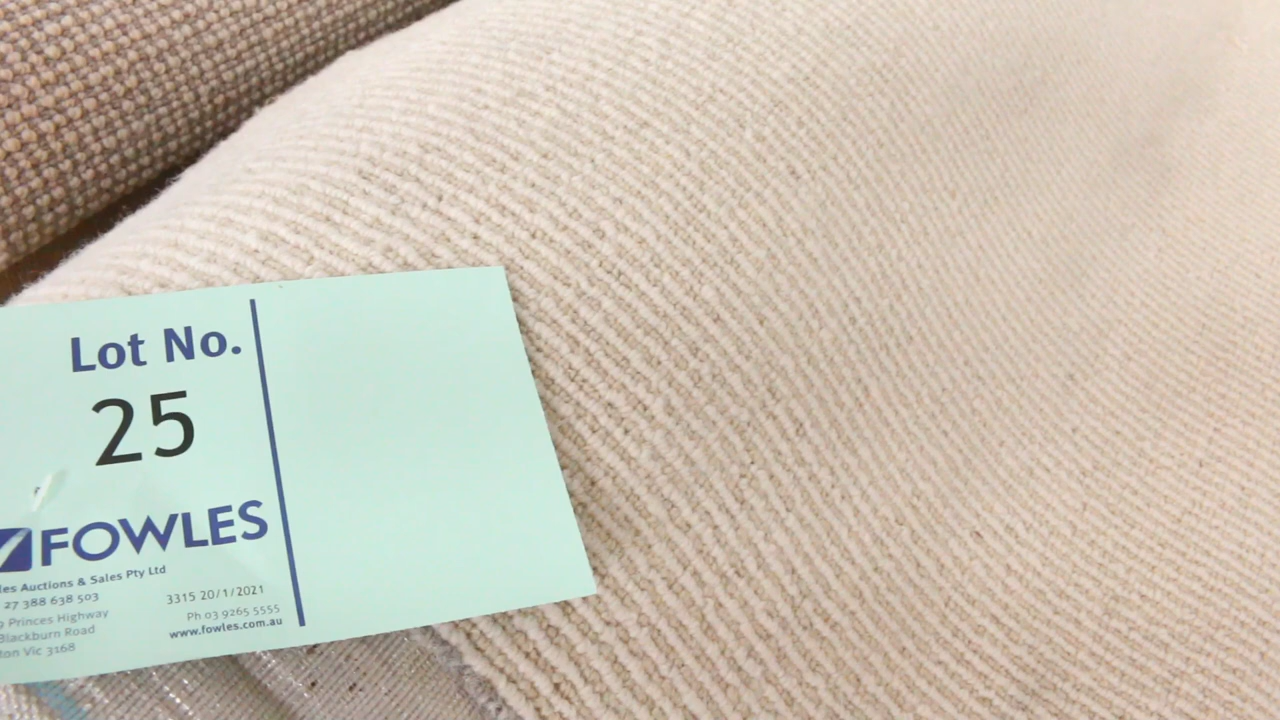 Lot No.
25
FOWLES
les Auctions & Sales Pty Ltd
27 388 638 503
3315 20/1/2021
9 Princes Highway
Ph 03 9265 5555
Blackburn Road
www.fowles.com.au
ton Vic 3168